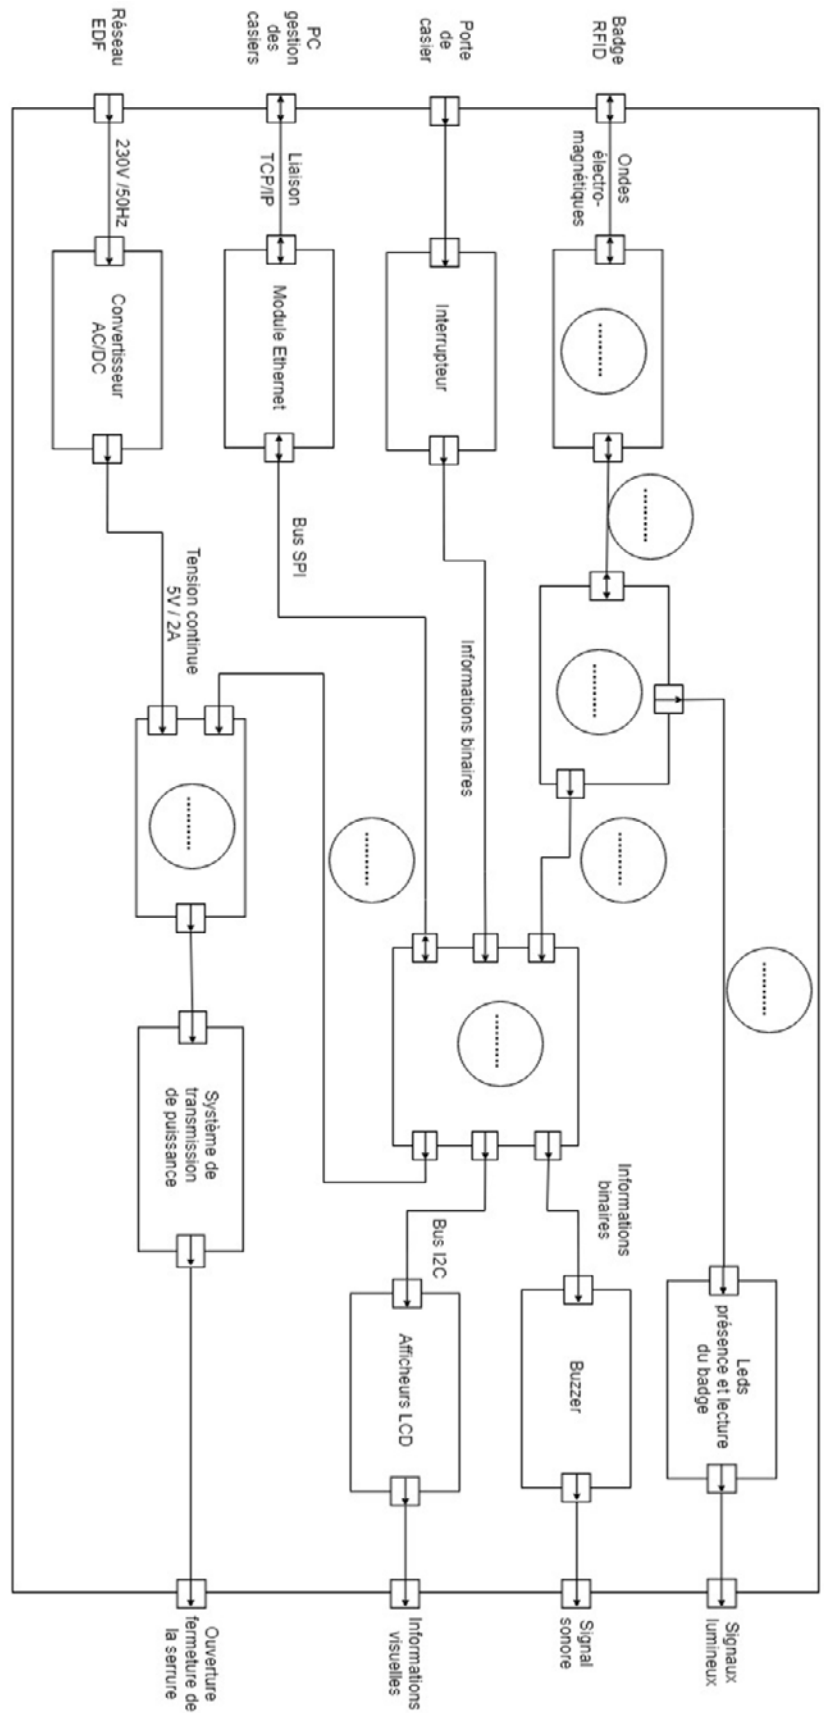 Badge
RFID
Ondes
électro-
magnétiques
..........
..........
..........
..........
..........
Leds
présence et lecture
du badge
Signaux
lumineux
Porte
de
casier
Interrupteur
Informations binaires
..........
Informations
binaires
Buzzer
Signal
sonore
PC
gestion
des
casiers
Liaison
TCP/IP
Module Ethernet
Bus SPI
..........
Bus I2C
Afficheurs LCD
Informations
visuelles
Réseau
EDF
230V /50Hz
Convertisseur
AC/DC
Tension continue
5V / 2A
..........
Système de
transmission
de puissance
Ouverture
fermeture de
la serrure